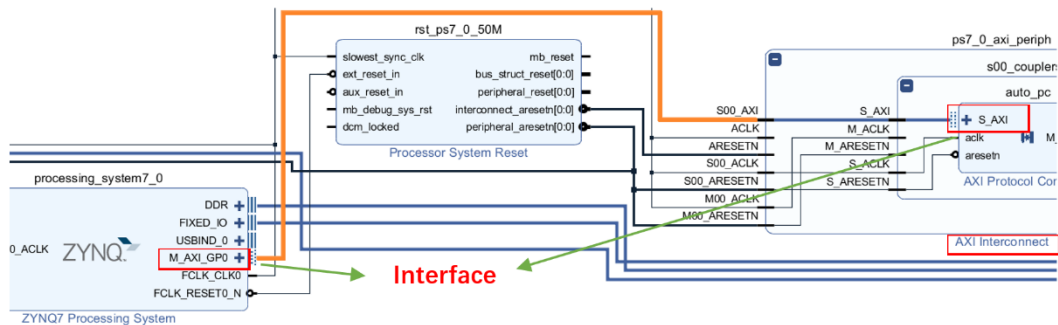 rst_ps7_0_50M
slowest_sync_clk
ext_reset_in
aux_reset_in
mb_debug_sys_rst
dcm_locked
mb_reset
bus_struct_reset[0:0]
peripheral_reset[0:0]
interconnect_aresetn[0:0]
peripheral_aresetn[0:0]
Processor System Reset
ps7_0_axi_periph
s00_couplers
auto_pc
S00_AXI
ACLK
ARESETN
S00_ACLK
S00_ARESETN
M00_ACLK
M00_ARESETN
S_AXI
M_ACLK
M_ARESETN
S_ACLK
S_ARESETN
S_AXI
aclk
aresetn
M_
AXI Protocol Con
AXI Interconnect
processing_system7_0
0_ACLK
ZYNQ
DDR
FIXED_IO
USBIND_0
M_AXI_GP0
FCLK_CLK0
FCLK_RESET0_N
ZYNQ7 Processing System
Interface